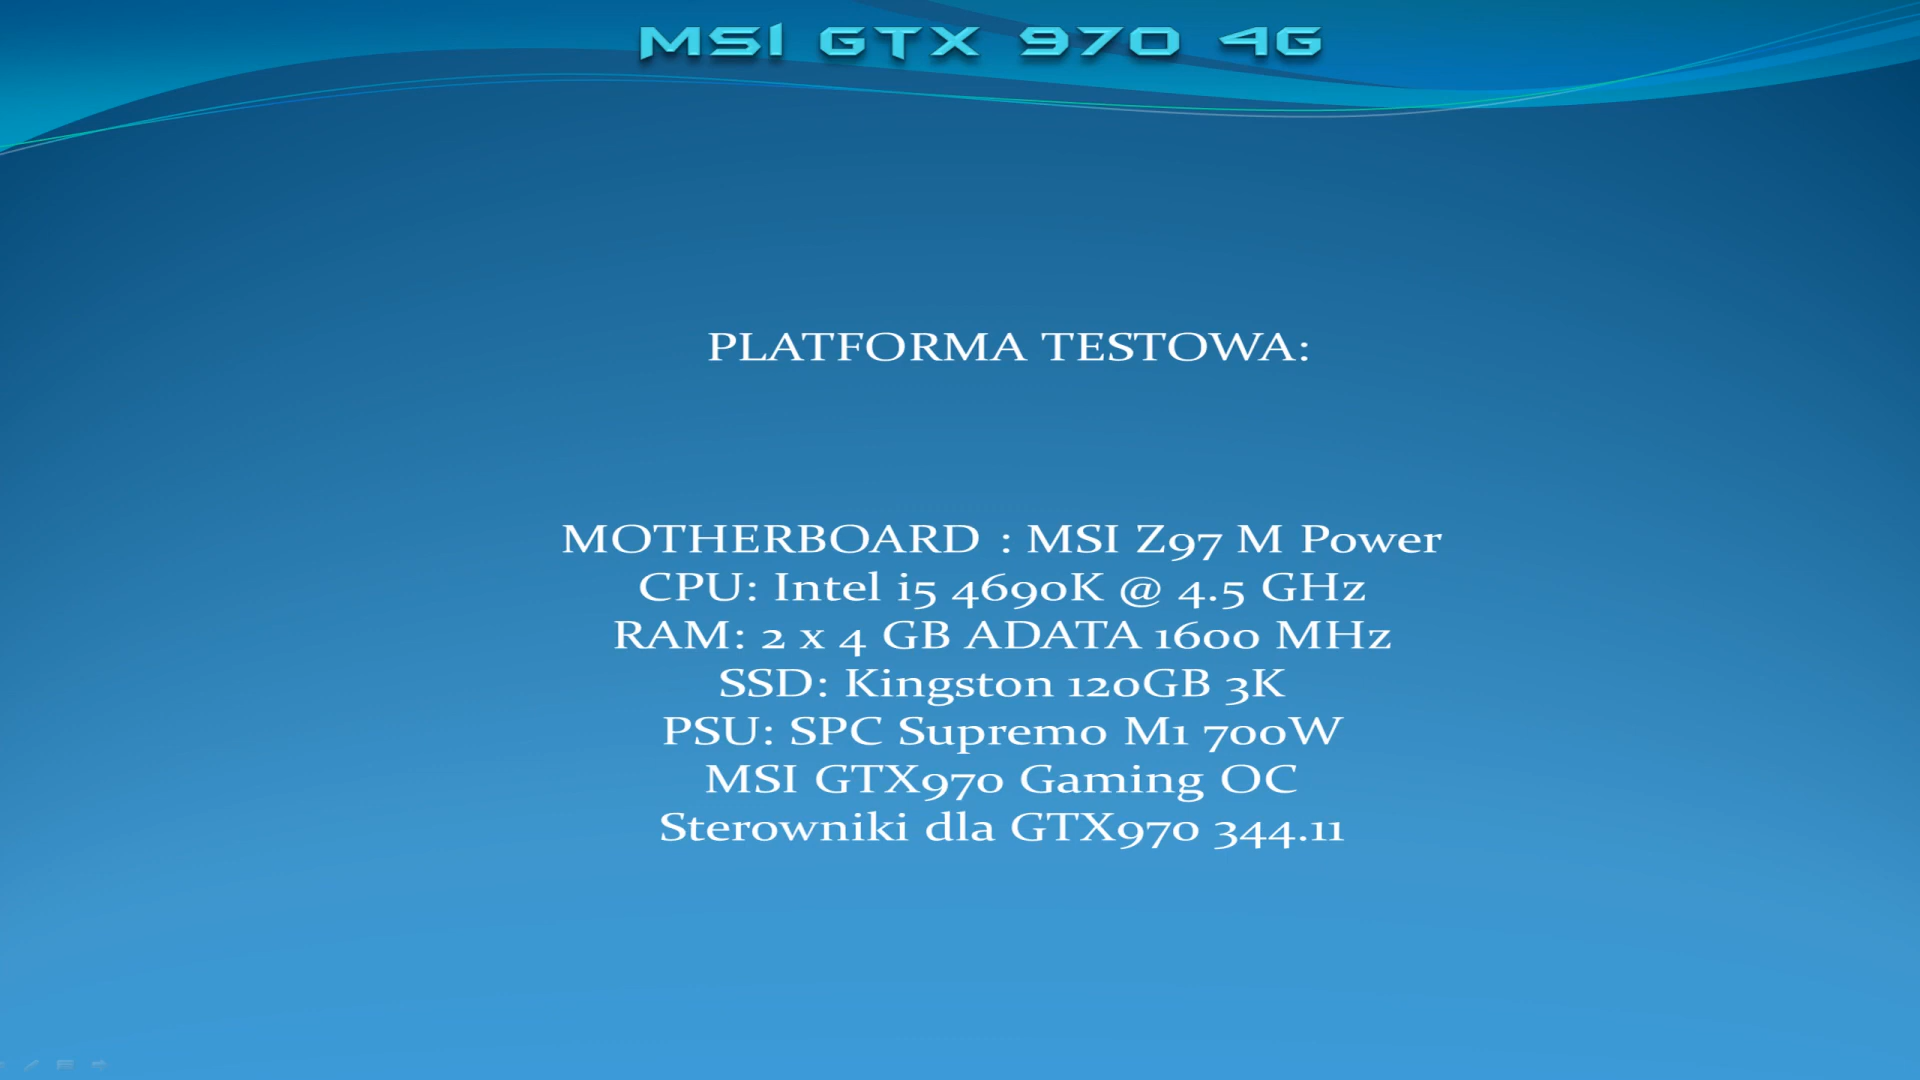 MSI GTX 970 4G
PLATFORMA TESTOWA:
MOTHERBOARD : MSI Z97 M Power
CPU: Intel i5 4690K @ 4.5 GHz
RAM: 2 x 4 GB ADATA 1600 MHz
SSD: Kingston 120GB 3K
PSU: SPC Supremo M1 700W
MSI GTX970 Gaming OC
Sterowniki dla GTX970 344.11